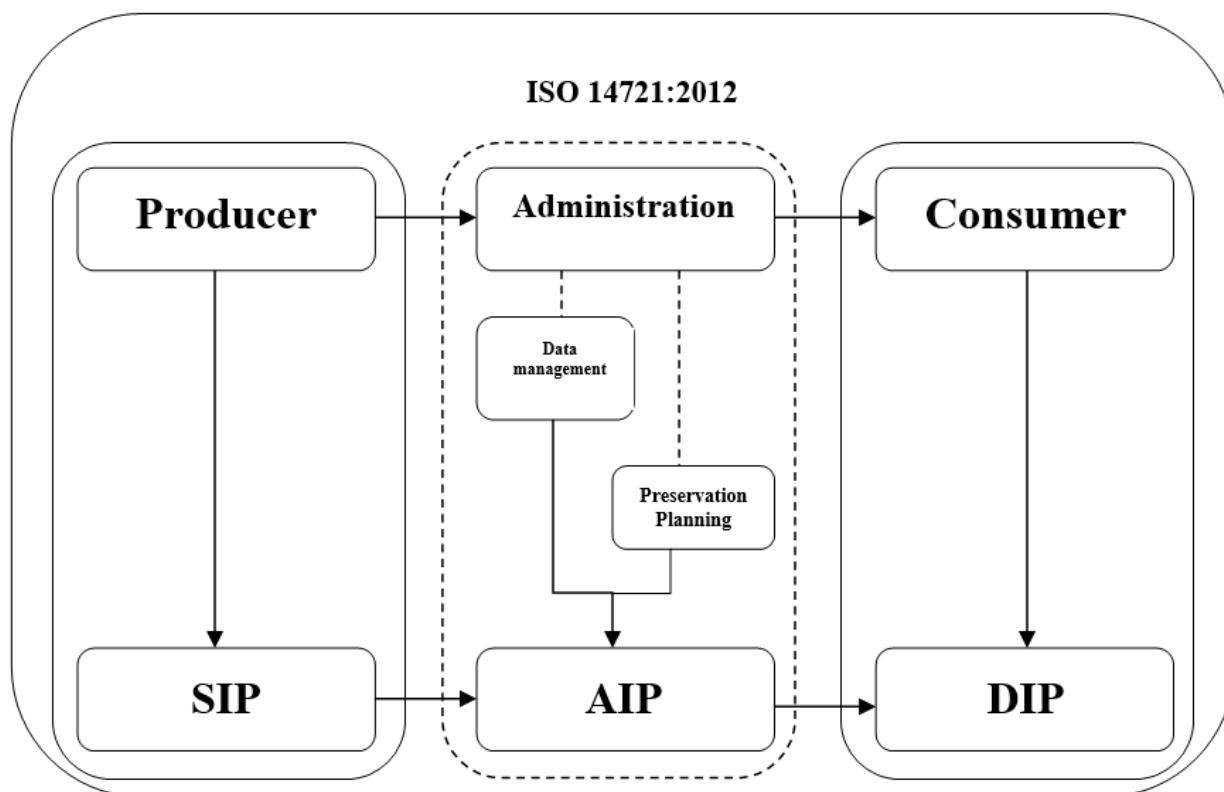 ISO 14721:2012
Producer
Administration
Consumer
Data
management
Preservation
Planning
SIP
AIP
DIP